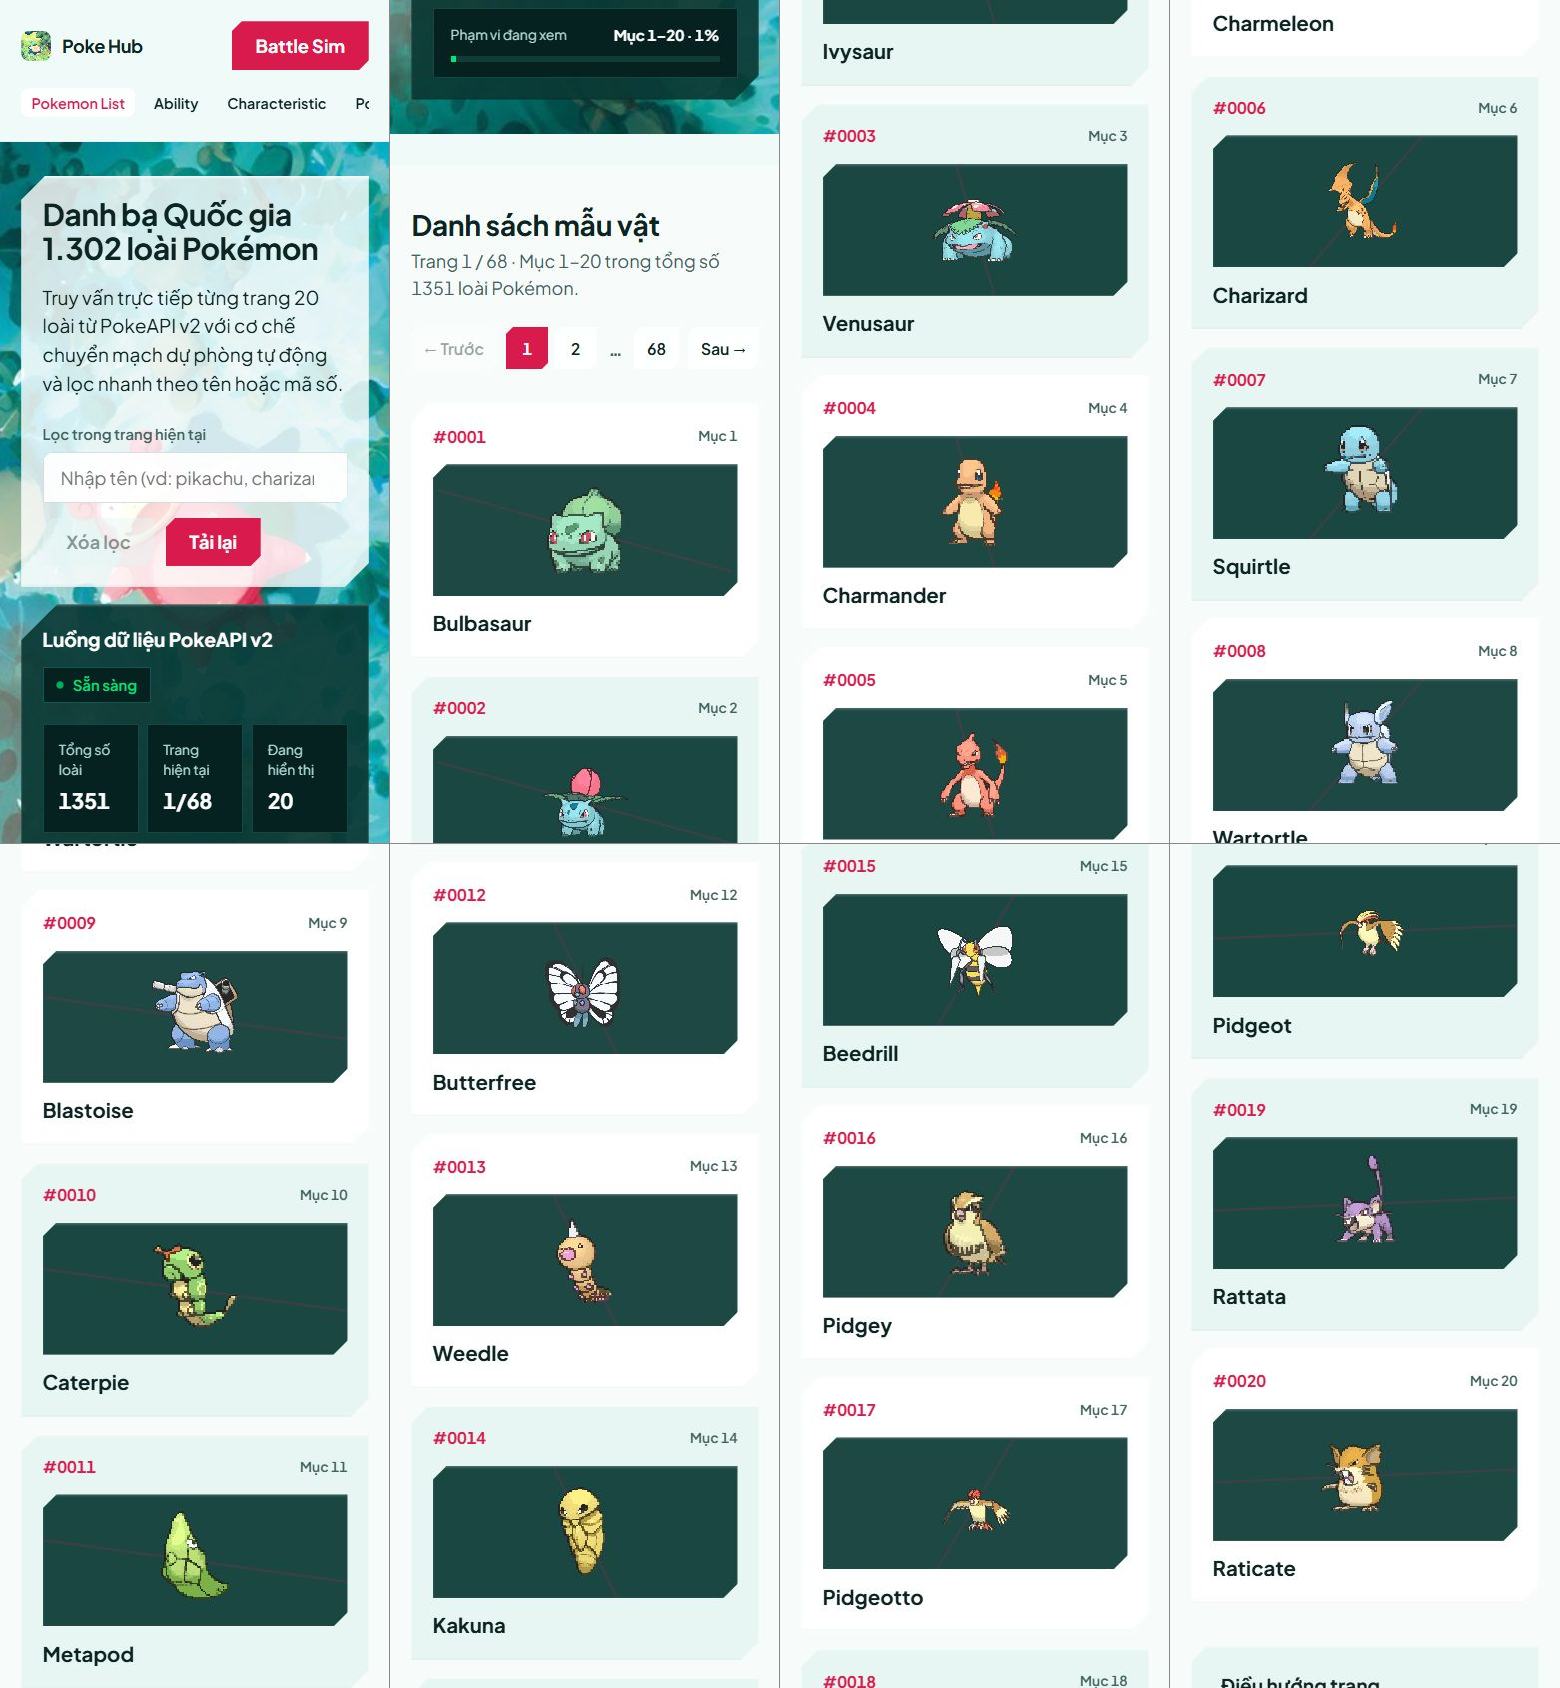 Poke Hub
Battle Sim
Pokemon List
Ability
Characteristic
Danh bạ Quốc gia
1.302 loài Pokémon
Truy vấn trực tiếp từng trang 20
loài từ PokeAPI v2 với cơ chế
chuyển mạch dự phòng tự động
và lọc nhanh theo tên hoặc mã số.
Lọc trong trang hiện tại
Nhập tên (vd: pikachu, chariza
Xóa lọc
Tải lại
Luồng dữ liệu PokeAPI v2
Sẵn sàng
Tổng số
loài
1351
Trang
hiện tại
1/68
Đang
hiển thị
20
Phạm vi đang xem
Mục 1–20 · 1%
Danh sách mẫu vật
Trang 1 / 68 · Mục 1–20 trong tổng số
1351 loài Pokémon.
← Trước
1
2
...
68
Sau →
#0001
Mục 1
Bulbasaur
#0002
Mục 2
Ivysaur
#0003
Mục 3
Venusaur
#0004
Mục 4
Charmander
#0005
Mục 5
Charmeleon
#0006
Mục 6
Charizard
#0007
Mục 7
Squirtle
#0008
Mục 8
Wartortle
#0009
Mục 9
Blastoise
#0010
Mục 10
Caterpie
#0011
Mục 11
Metapod
#0012
Mục 12
Butterfree
#0013
Mục 13
Weedle
#0014
Mục 14
Kakuna
#0015
Mục 15
Beedrill
#0016
Mục 16
Pidgey
#0017
Mục 17
Pidgeotto
#0018
Mục 18
Pidgeot
#0019
Mục 19
Rattata
#0020
Mục 20
Raticate
Điều hướng trang